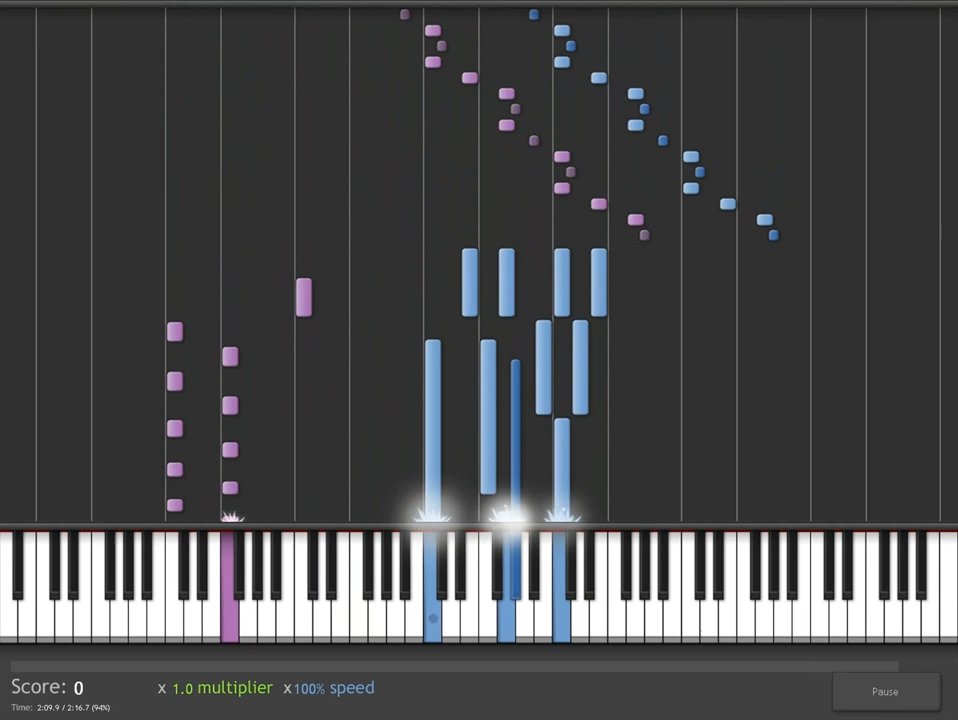 Score: 0 x 1.0 multiplier x100% speed
Pause
Time: 2:09.9 / 2:16.7 (94%)